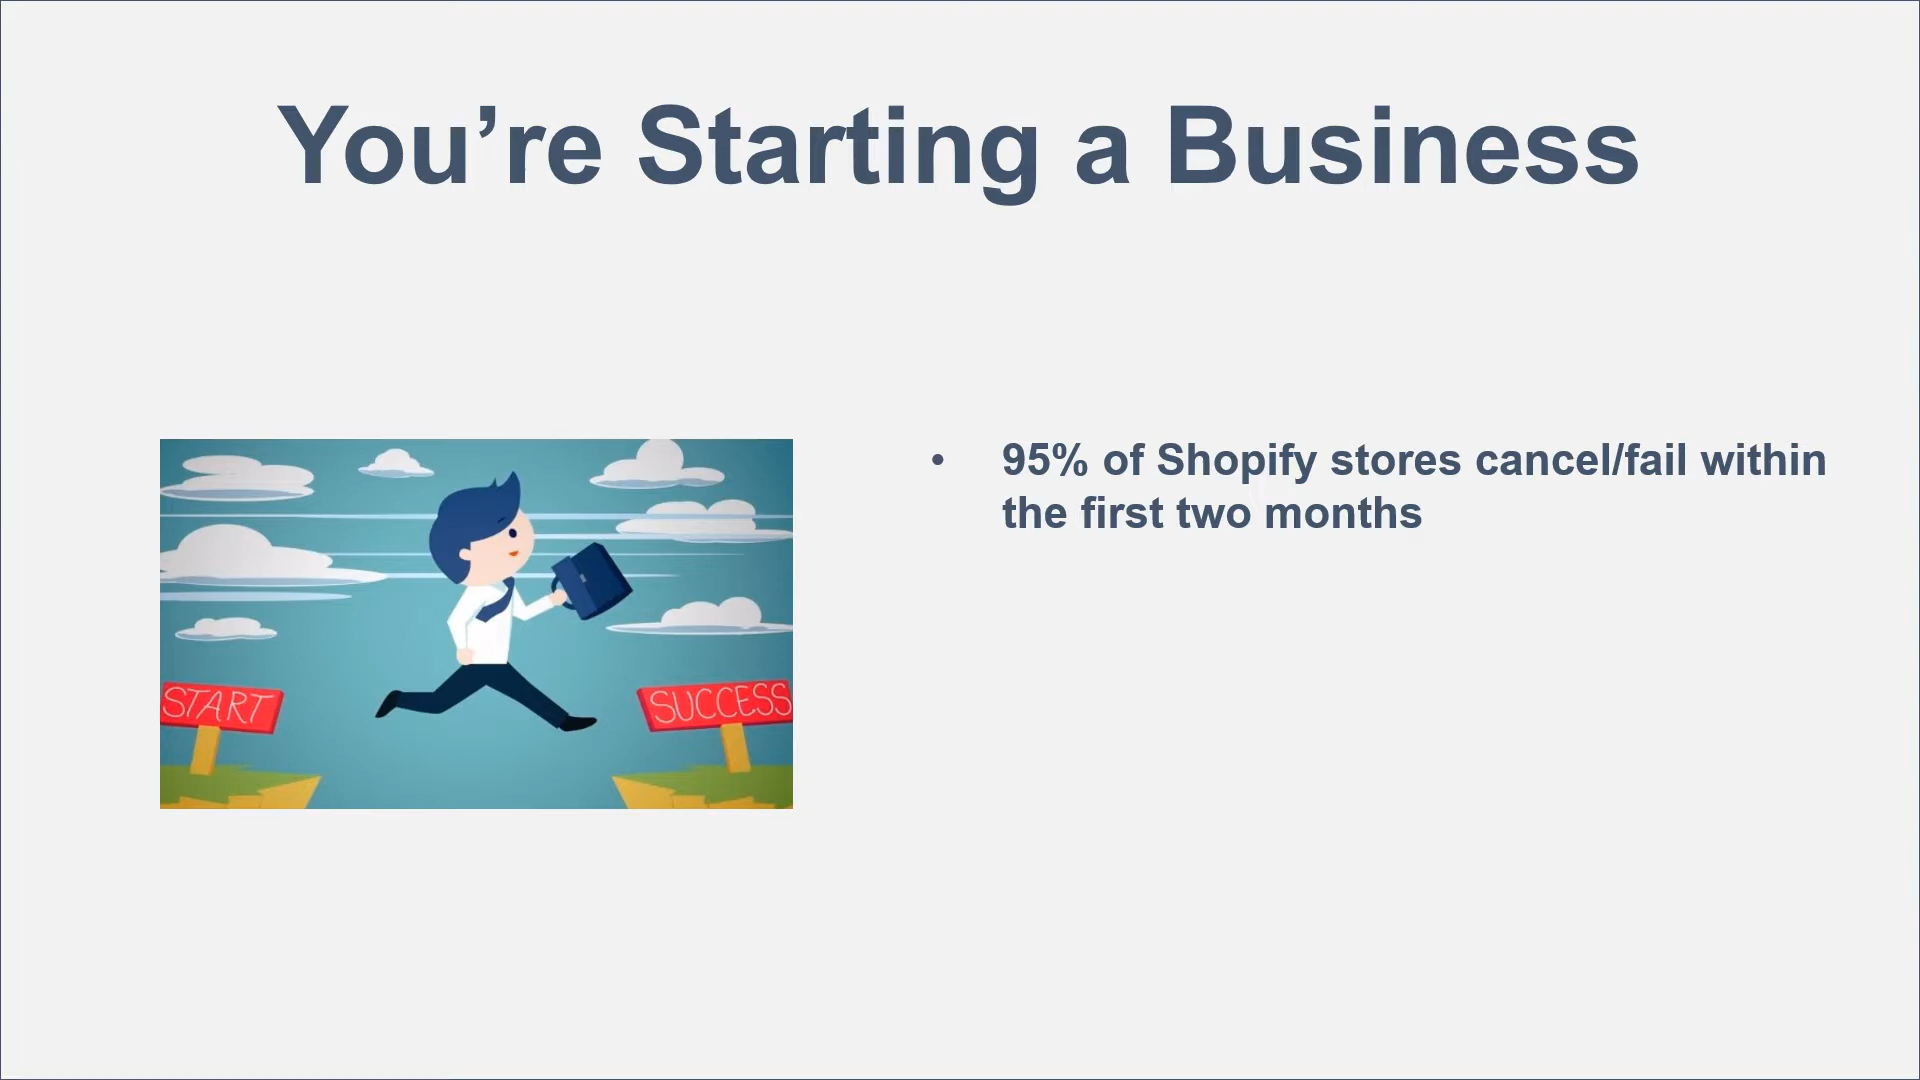 You’re Starting a Business
• 95% of Shopify stores cancel/fail within
the first two months
START
SUCCESS